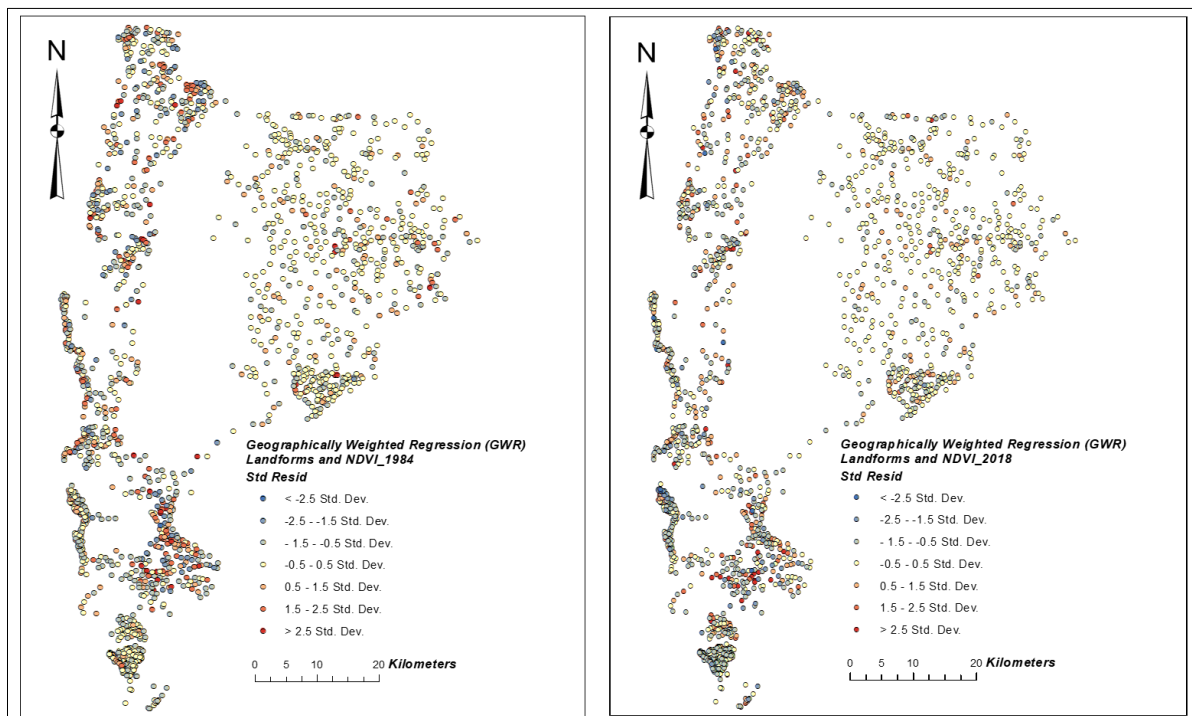 N
Geographically Weighted Regression (GWR)
Landforms and NDVI_1984
Std Resid
< -2.5 Std. Dev.
-2.5 - -1.5 Std. Dev.
- 1.5 - -0.5 Std. Dev.
-0.5 - 0.5 Std. Dev.
0.5 - 1.5 Std. Dev.
1.5 - 2.5 Std. Dev.
> 2.5 Std. Dev.
0 5 10 20 Kilometers
N
Geographically Weighted Regression (GWR)
Landforms and NDVI_2018
Std Resid
< -2.5 Std. Dev.
-2.5 - -1.5 Std. Dev.
- 1.5 - -0.5 Std. Dev.
-0.5 - 0.5 Std. Dev.
0.5 - 1.5 Std. Dev.
1.5 - 2.5 Std. Dev.
> 2.5 Std. Dev.
0 5 10 20 Kilometers